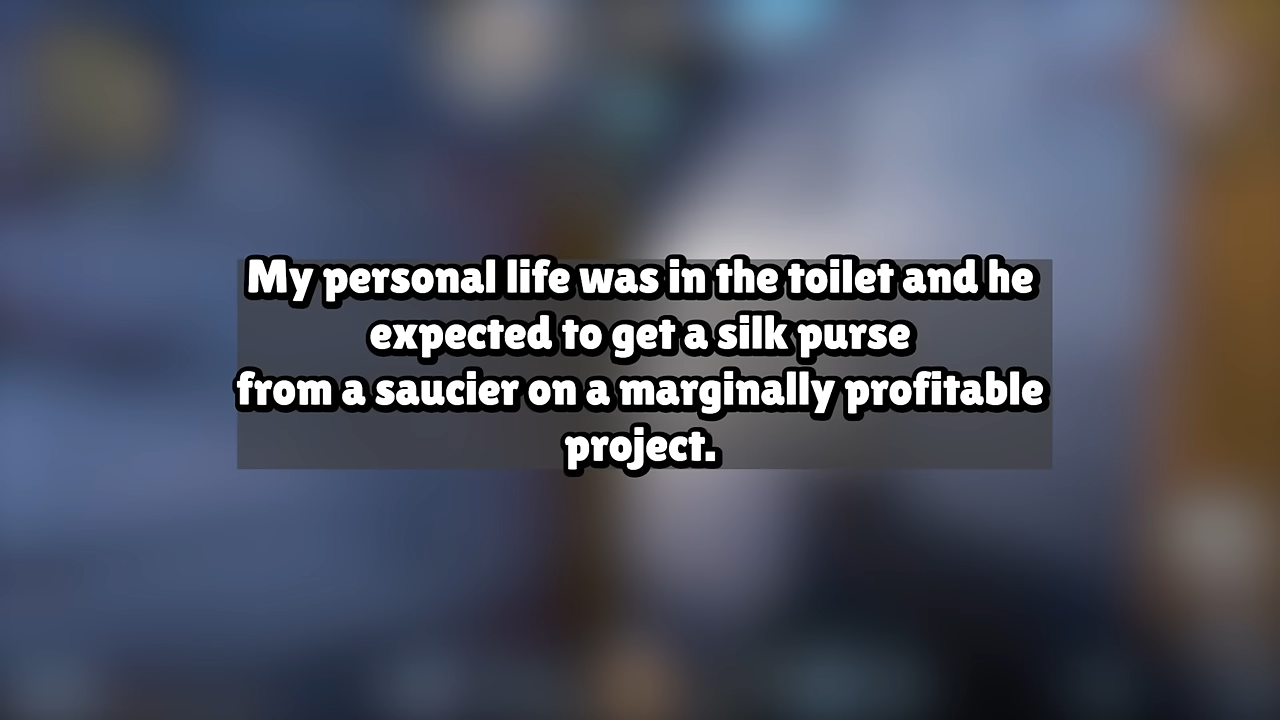 My personal life was in the toilet and he
expected to get a silk purse
from a saucier on a marginally profitable
project.